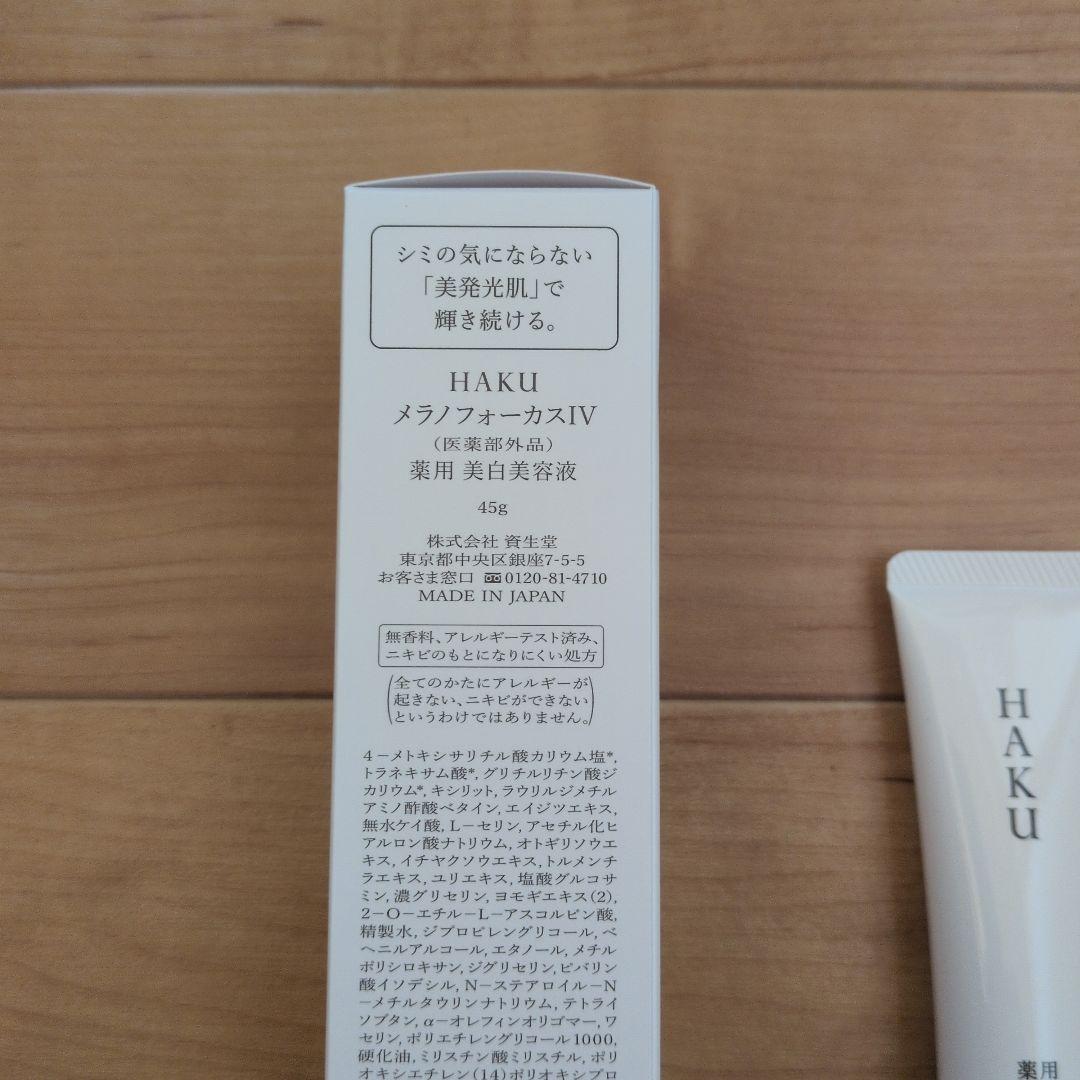 シミの気にならない
「美発光肌」で
輝き続ける。
HAKU
メラノフォーカスIV
（医薬部外品）
薬用 美白美容液
45g
株式会社 資生堂
東京都中央区銀座7-5-5
お客さま窓口 0120-81-4710
MADE IN JAPAN
無香料、アレルギーテスト済み、
ニキビのもとになりにくい処方
(全てのかたにアレルギーが
起きない、ニキビができない
というわけではありません。)
4－メトキシサリチル酸カリウム塩*,
トラネキサム酸*, グリチルリチン酸ジ
カリウム*, キシリット, ラウリルジメチル
アミノ酢酸ベタイン, エイジツエキス,
無水ケイ酸, L－セリン, アセチル化ヒ
アルロン酸ナトリウム, オトギリソウエ
キス, イチヤクソウエキス, トルメンチ
ラエキス, ユリエキス, 塩酸グルコサ
ミン, 濃グリセリン, ヨモギエキス(2),
2－O－エチル－L－アスコルビン酸,
精製水, ジプロピレングリコール, ベ
ヘニルアルコール, エタノール, メチル
ポリシロキサン, ジグリセリン, ピバリン
酸イソデシル, N－ステアロイル－N
－メチルタウリンナトリウム, テトライ
ソブタン, α－オレフィンオリゴマー, ワ
セリン, ポリエチレングリコール1000,
硬化油, ミリスチン酸ミリスチル, ポリ
オキシエチレン(14)ポリオキシプロ
HAKU
薬用